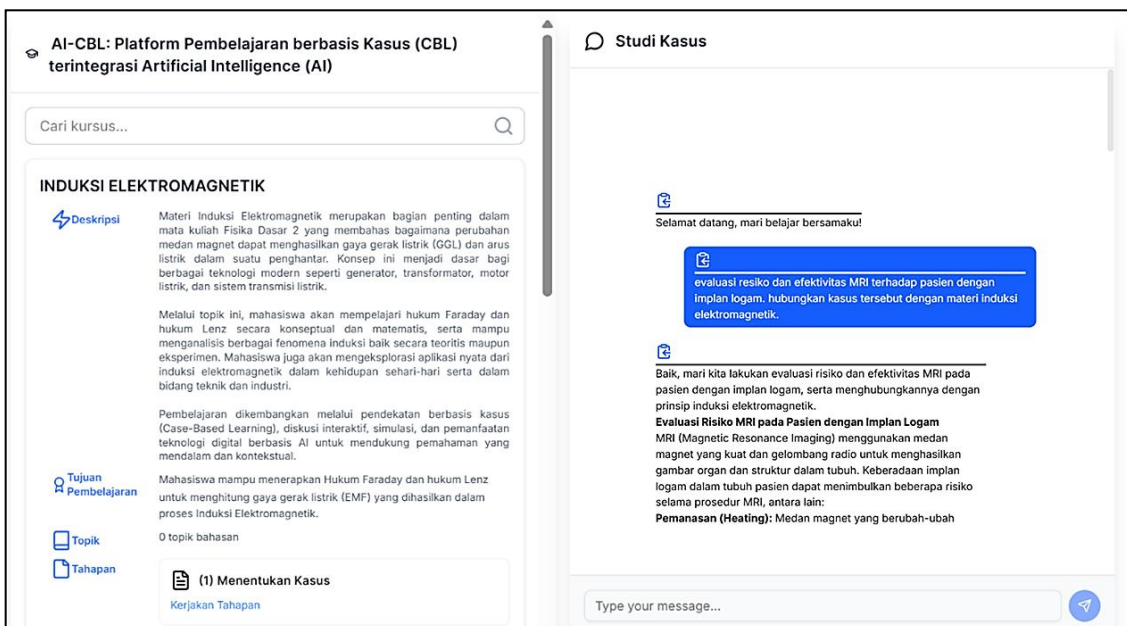 AI-CBL: Platform Pembelajaran berbasis Kasus (CBL)
terintegrasi Artificial Intelligence (AI)
Cari kursus...
INDUKSI ELEKTROMAGNETIK
Deskripsi
Materi Induksi Elektromagnetik merupakan bagian penting dalam
mata kuliah Fisika Dasar 2 yang membahas bagaimana perubahan
medan magnet dapat menghasilkan gaya gerak listrik (GGL) dan arus
listrik dalam suatu penghantar. Konsep ini menjadi dasar bagi
berbagai teknologi modern seperti generator, transformator, motor
listrik, dan sistem transmisi listrik.
Melalui topik ini, mahasiswa akan mempelajari hukum Faraday dan
hukum Lenz secara konseptual dan matematis, serta mampu
menganalisis berbagai fenomena induksi baik secara teoritis maupun
eksperimen. Mahasiswa juga akan mengeksplorasi aplikasi nyata dari
induksi elektromagnetik dalam kehidupan sehari-hari serta dalam
bidang teknik dan industri.
Pembelajaran dikembangkan melalui pendekatan berbasis kasus
(Case-Based Learning), diskusi interaktif, simulasi, dan pemanfaatan
teknologi digital berbasis AI untuk mendukung pemahaman yang
mendalam dan kontekstual.
Tujuan
Pembelajaran
Mahasiswa mampu menerapkan Hukum Faraday dan hukum Lenz
untuk menghitung gaya gerak listrik (EMF) yang dihasilkan dalam
proses Induksi Elektromagnetik.
Topik
0 topik bahasan
Tahapan
(1) Menentukan Kasus
Kerjakan Tahapan
Studi Kasus
Selamat datang, mari belajar bersamaku!
evaluasi resiko dan efektivitas MRI terhadap pasien dengan
implan logam. hubungkan kasus tersebut dengan materi induksi
elektromagnetik.
Baik, mari kita lakukan evaluasi risiko dan efektivitas MRI pada
pasien dengan implan logam, serta menghubungkannya dengan
prinsip induksi elektromagnetik.
Evaluasi Risiko MRI pada Pasien dengan Implan Logam
MRI (Magnetic Resonance Imaging) menggunakan medan
magnet yang kuat dan gelombang radio untuk menghasilkan
gambar organ dan struktur dalam tubuh. Keberadaan implan
logam dalam tubuh pasien dapat menimbulkan beberapa risiko
selama prosedur MRI, antara lain:
Pemanasan (Heating): Medan magnet yang berubah-ubah
Type your message...